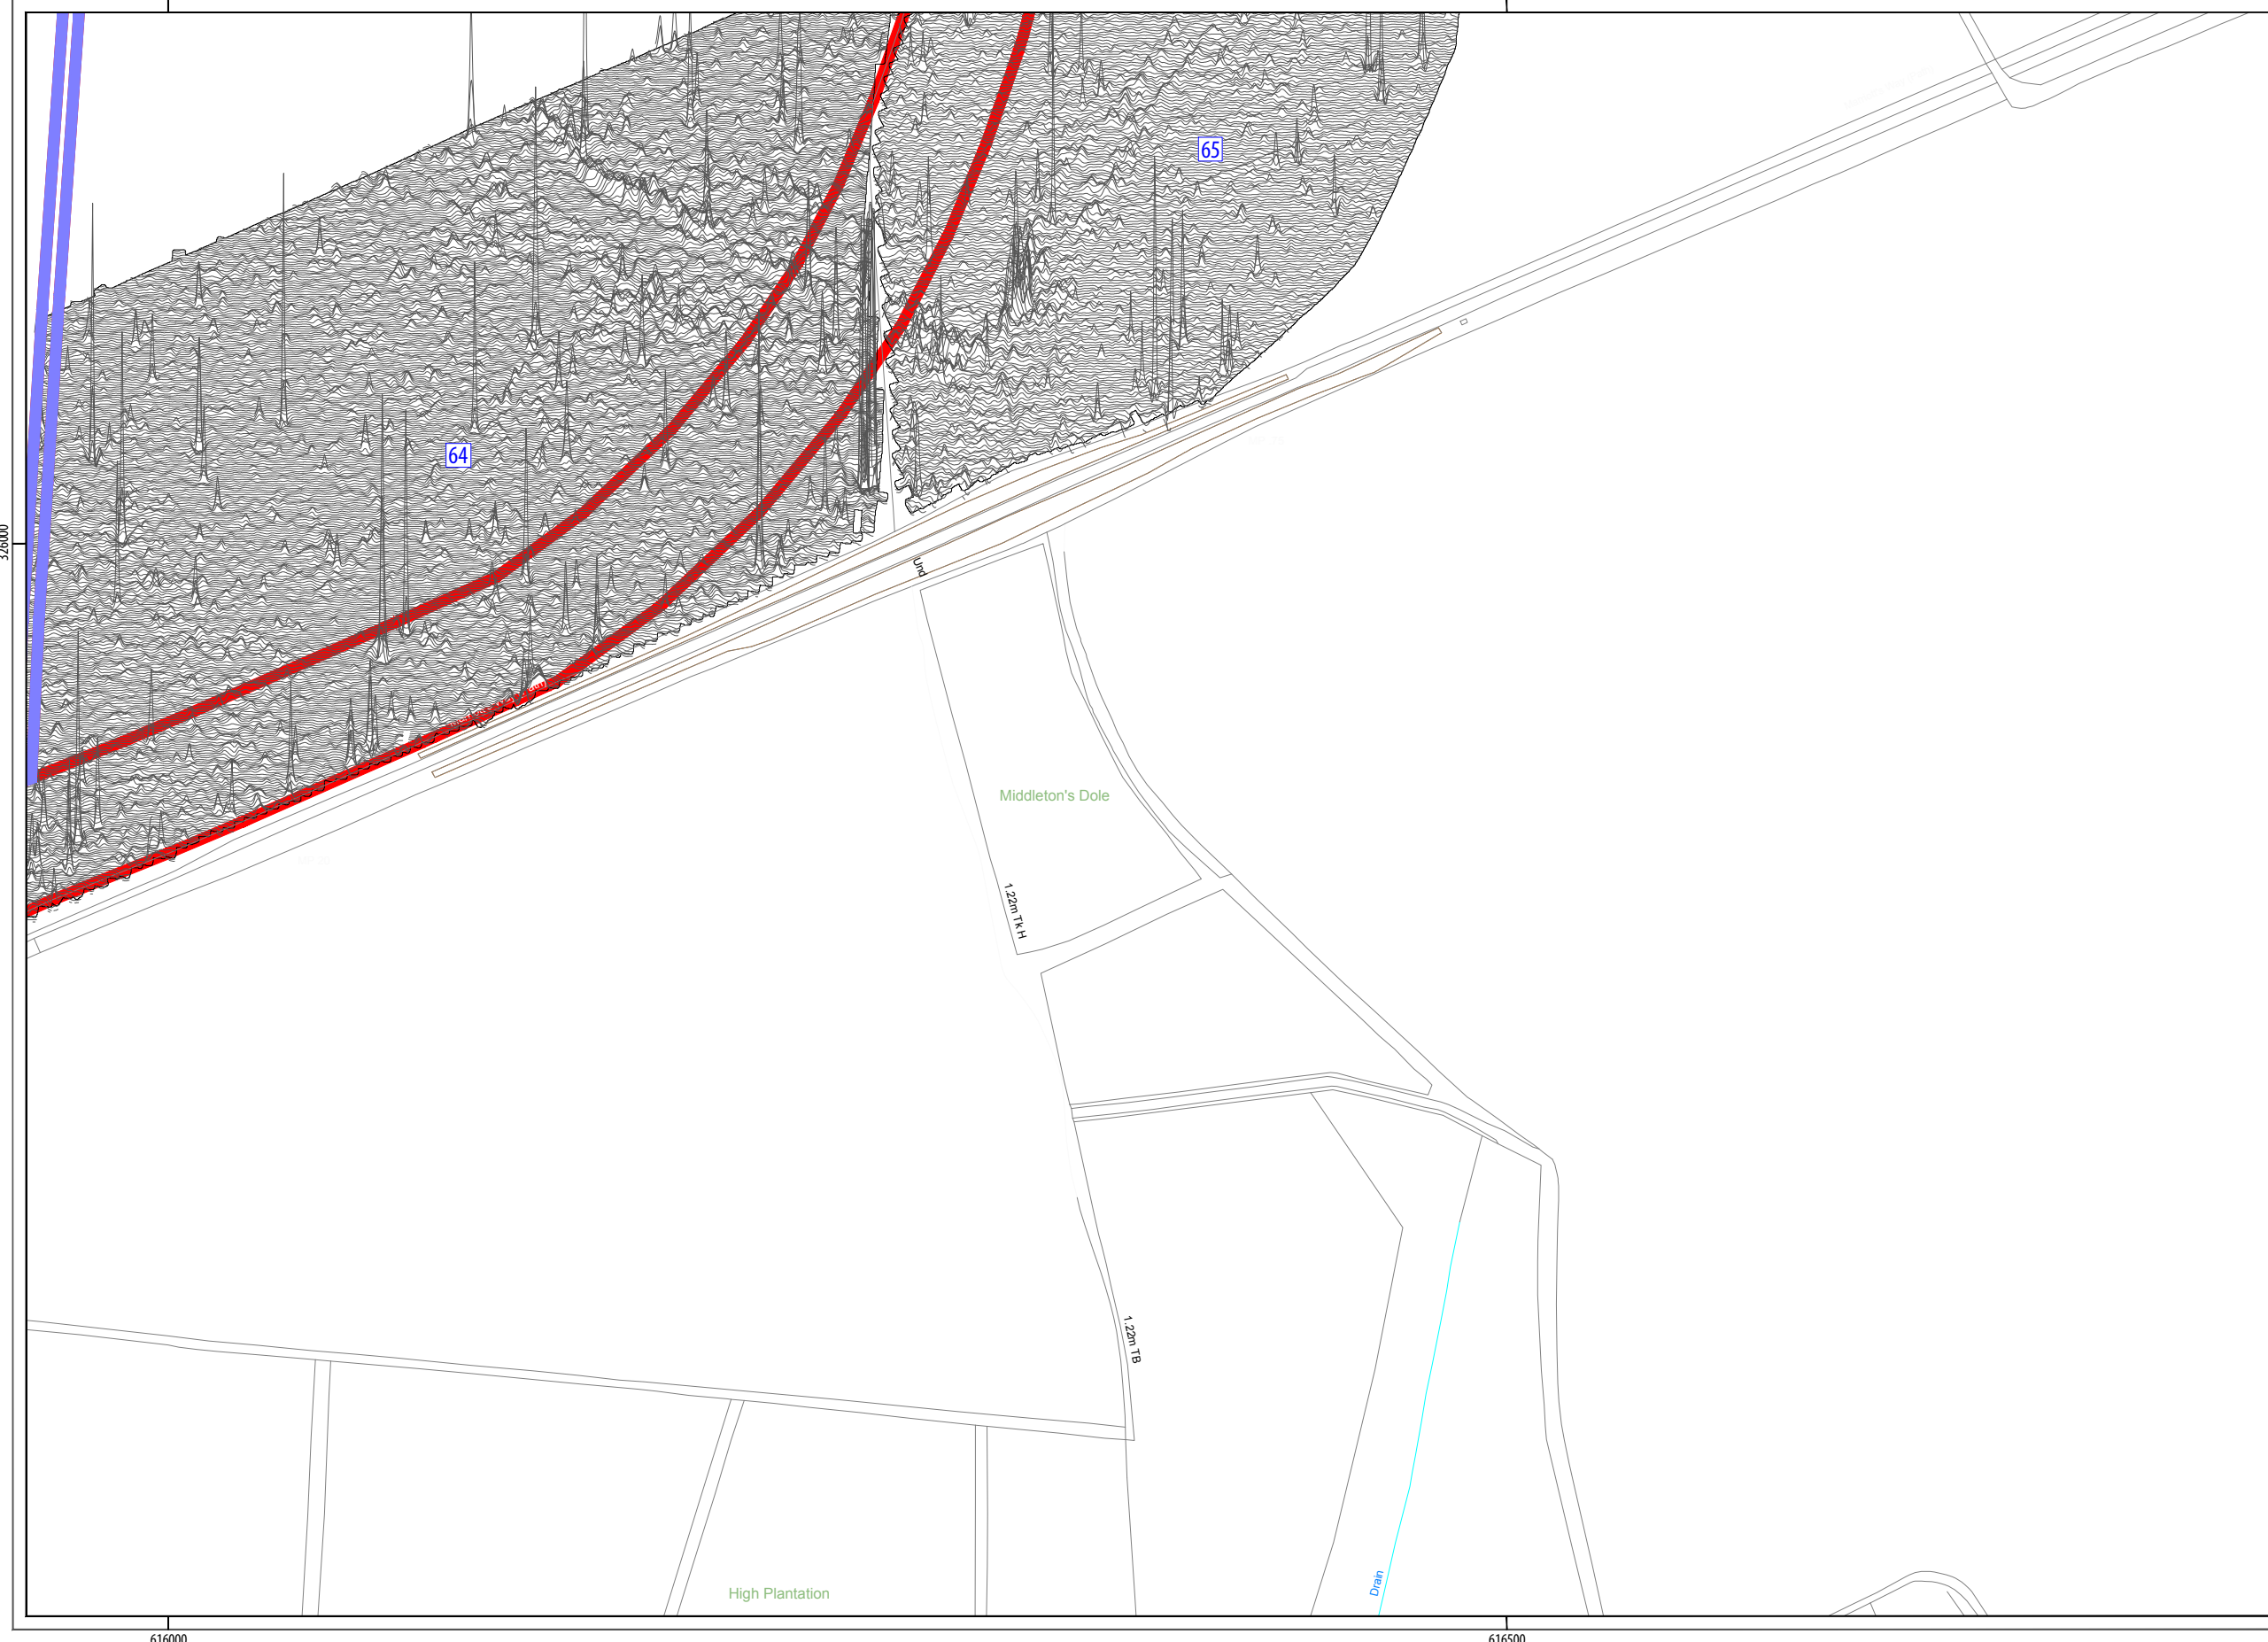 65
64
326000
Und
Middleton's Dole
1.22m Tk H
1.22m TB
High Plantation
Drain
616000
616500